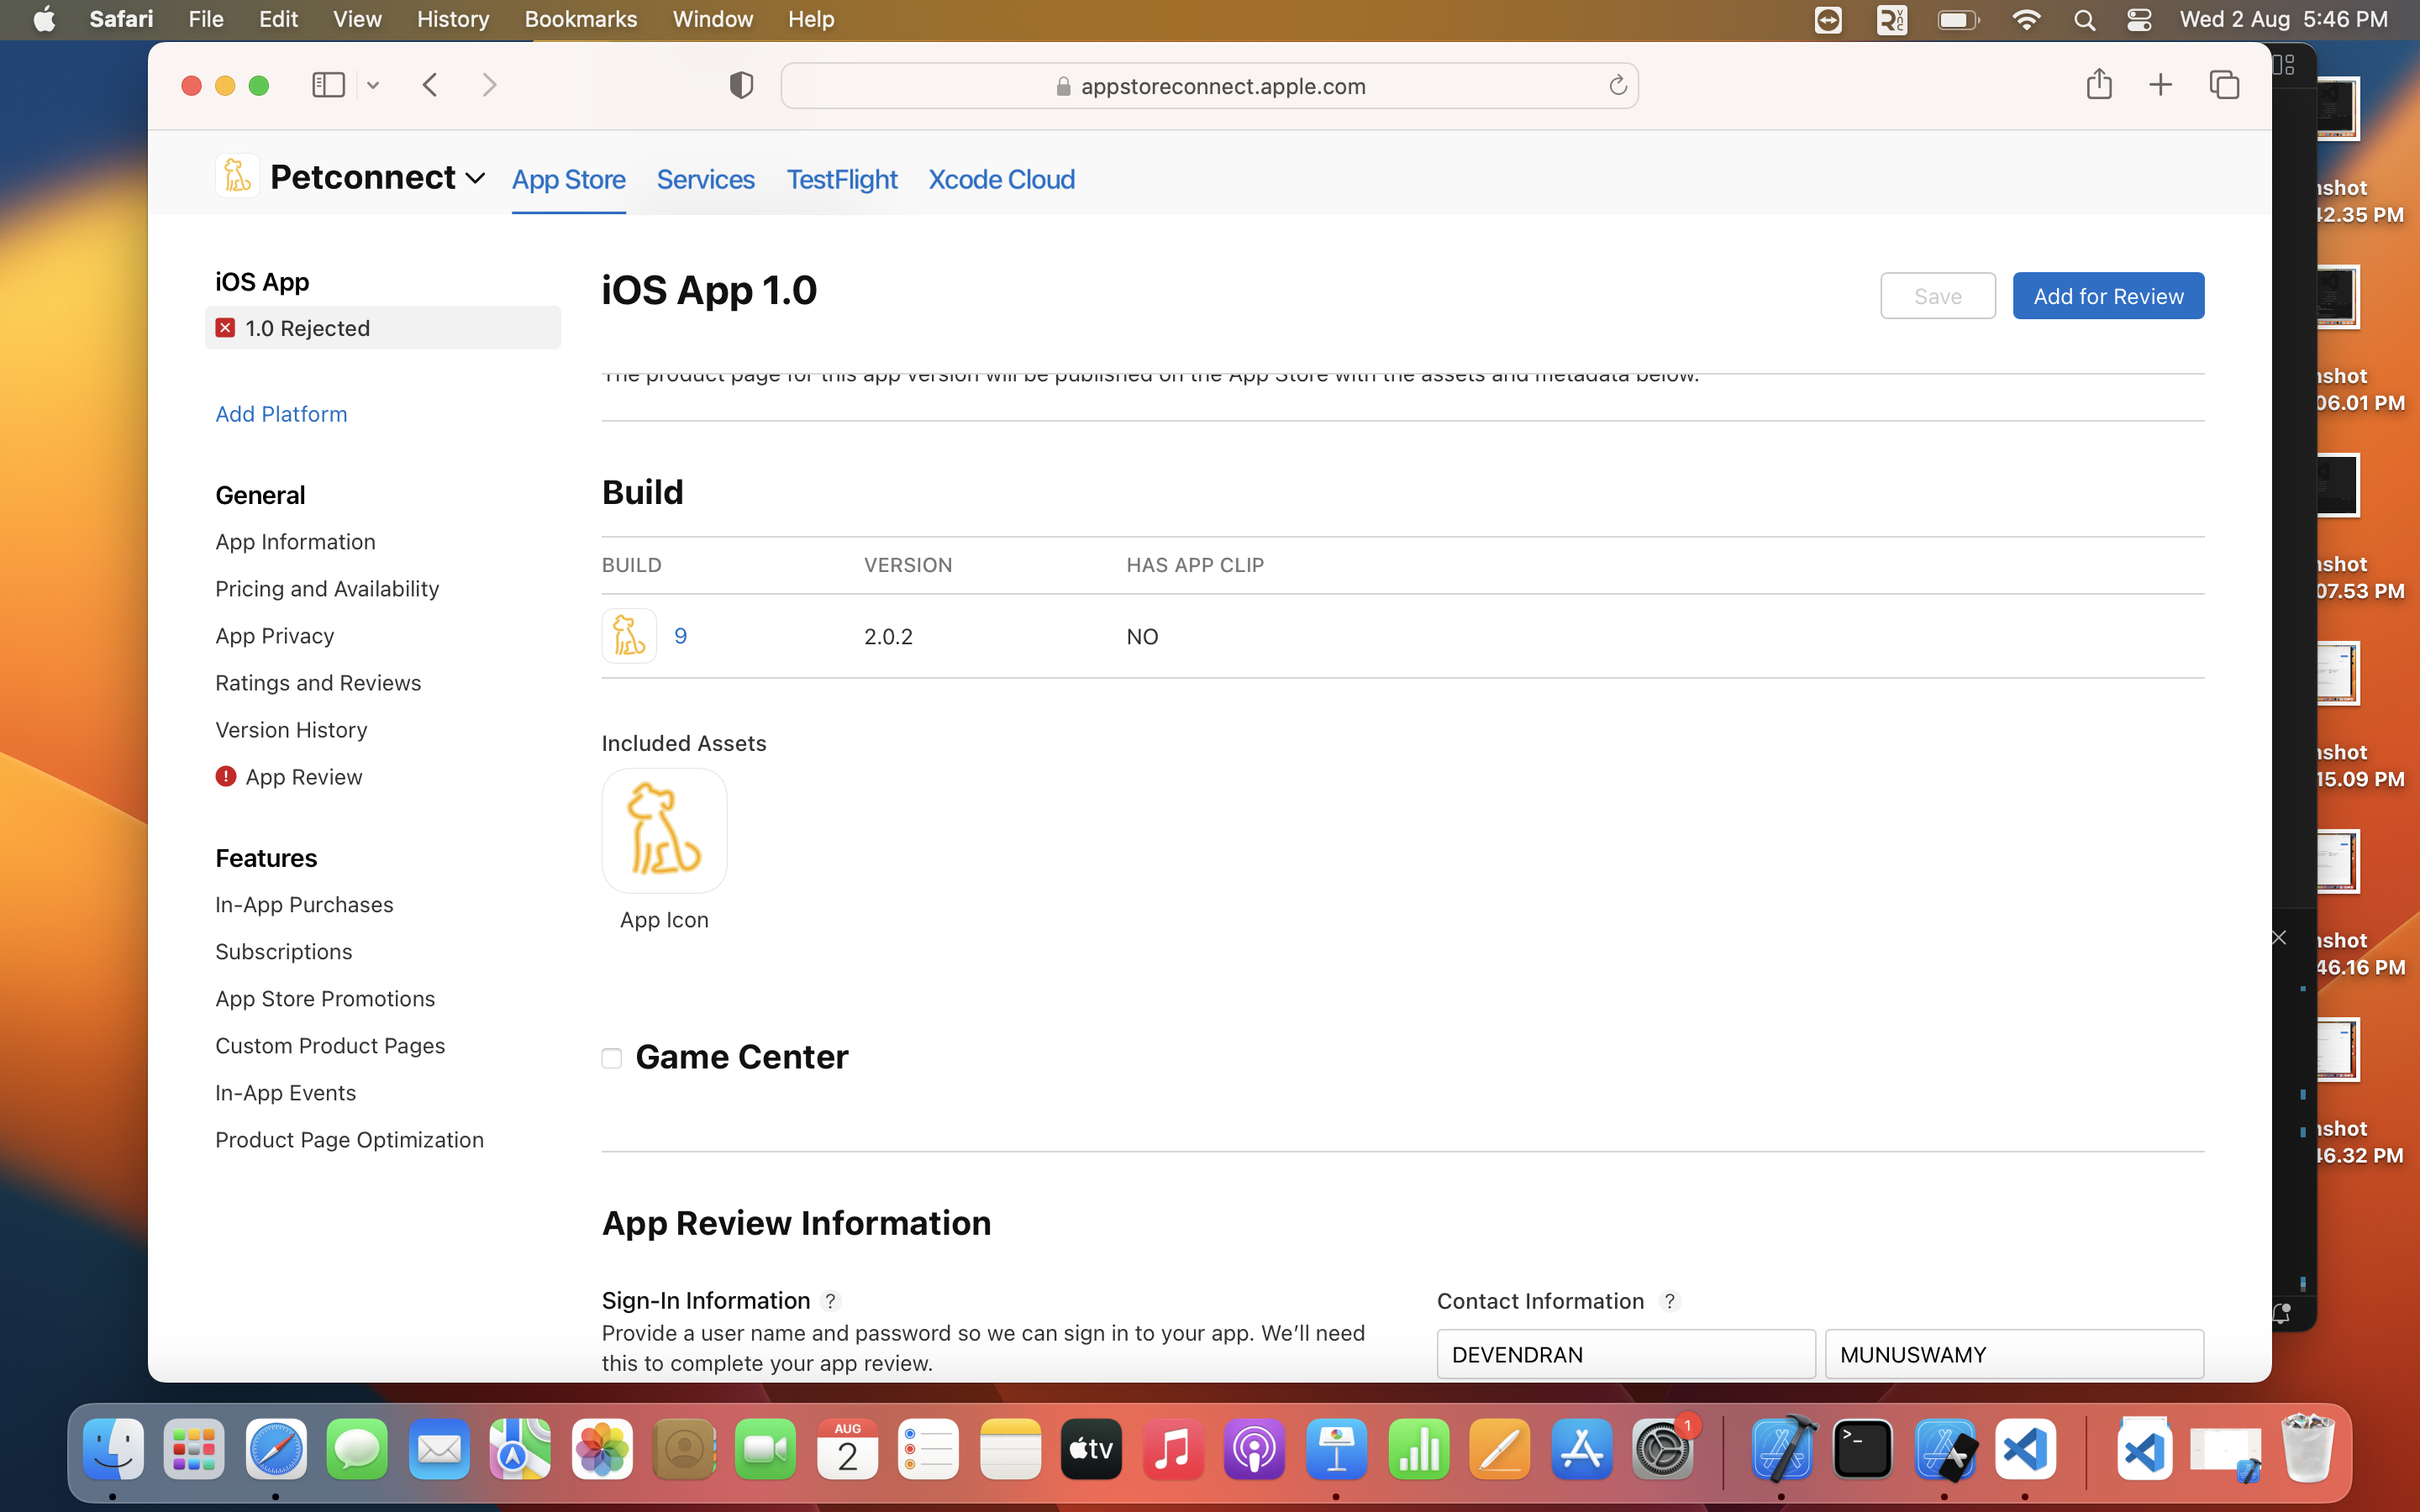 Safari File Edit View History Bookmarks Window Help Wed 2 Aug 5:46 PM
appstoreconnect.apple.com
Petconnect App Store Services TestFlight Xcode Cloud
iOS App
1.0 Rejected
Add Platform
General
App Information
Pricing and Availability
App Privacy
Ratings and Reviews
Version History
App Review
Features
In-App Purchases
Subscriptions
App Store Promotions
Custom Product Pages
In-App Events
Product Page Optimization
iOS App 1.0
Save Add for Review
The product page for this app version will be published on the App Store with the assets and metadata below.
Build
BUILD VERSION HAS APP CLIP
9 2.0.2 NO
Included Assets
App Icon
Game Center
App Review Information
Sign-In Information ?
Provide a user name and password so we can sign in to your app. We’ll need
this to complete your app review.
Contact Information ?
DEVENDRAN MUNUSWAMY
nshot
42.35 PM
nshot
06.01 PM
nshot
07.53 PM
nshot
15.09 PM
nshot
46.16 PM
nshot
46.32 PM
AUG
2
tv
1